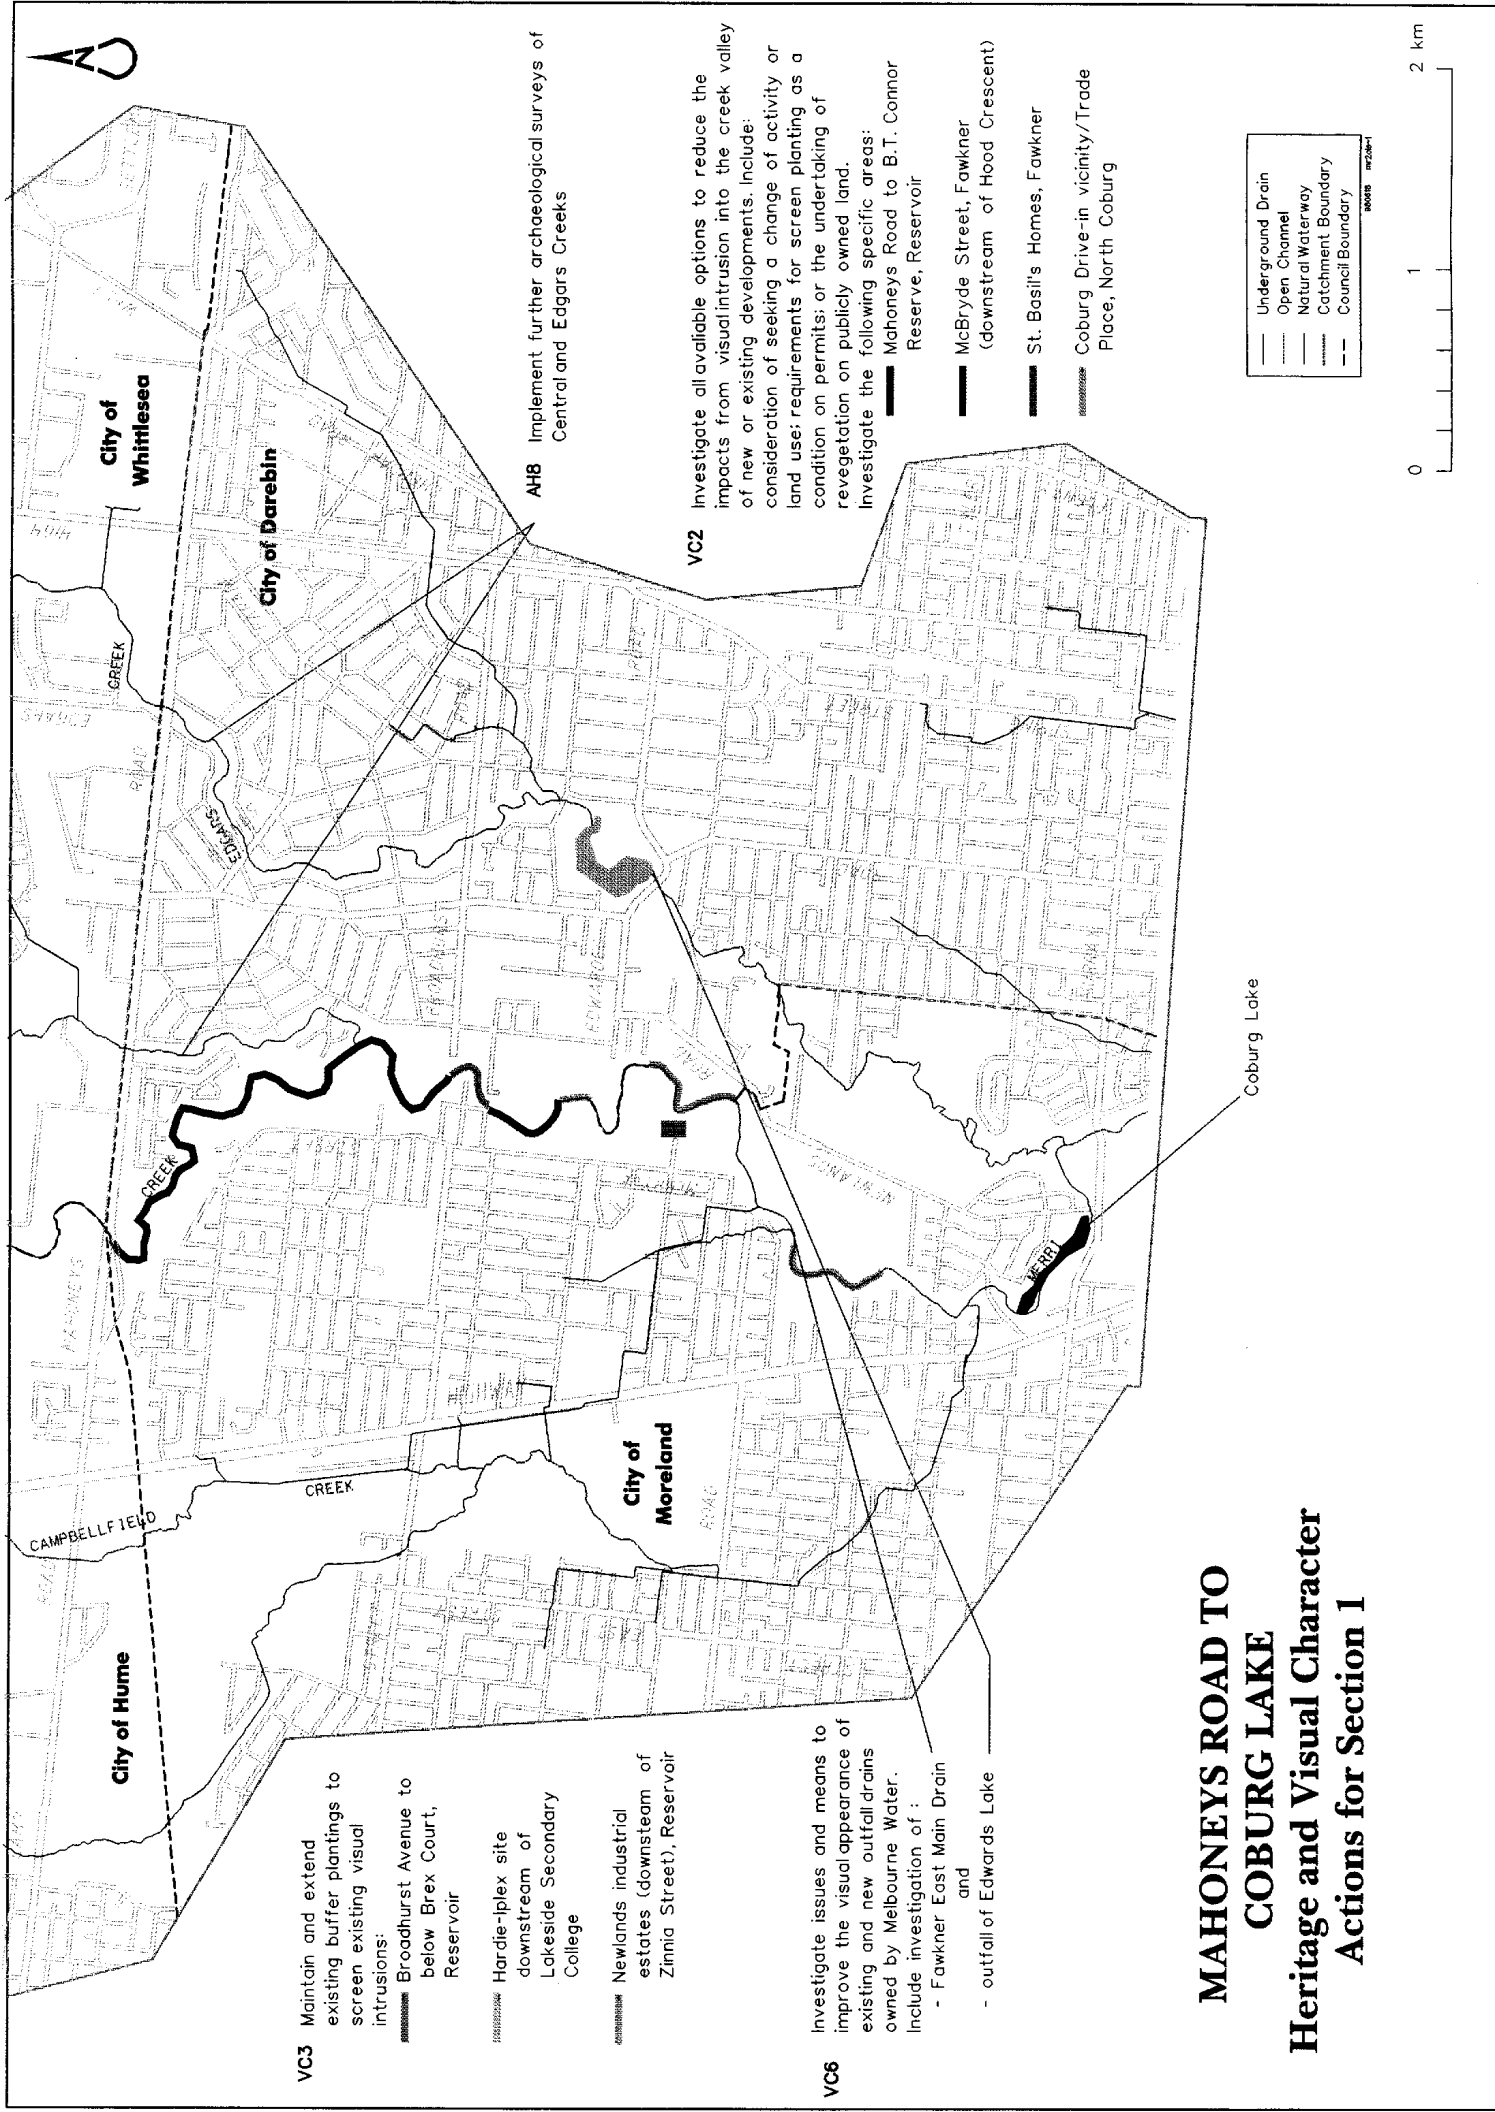 N
City of
Whittlesea
City of Darebin
City of Hume
City of
Moreland
CAMPBELLFIELD
CREEK
CREEK
CREEK
EDGARS
MERRI
Coburg Lake
EDGARS
ROAD
HIGH
MAHONEYS
ROAD
EDWARDES
ROAD
ROAD
NEWLANDS
AH8 Implement further archaeological surveys of
Central and Edgars Creeks
VC2 Investigate all avaliable options to reduce the
impacts from visual intrusion into the creek valley
of new or existing developments. Include:
consideration of seeking a change of activity or
land use; requirements for screen planting as a
condition on permits; or the undertaking of
revegetation on publicly owned land.
Investigate the following specific areas:
Mahoneys Road to B.T. Connor
Reserve, Reservoir
McBryde Street, Fawkner
(downstream of Hood Crescent)
St. Basil's Homes, Fawkner
Coburg Drive-in vicinity/Trade
Place, North Coburg
VC3 Maintain and extend
existing buffer plantings to
screen existing visual
intrusions:
Broadhurst Avenue to
below Brex Court,
Reservoir
Hardie-Iplex site
downstream of
Lakeside Secondary
College
Newlands industrial
estates (downsteam of
Zinnia Street), Reservoir
VC6 Investigate issues and means to
improve the visual appearance of
existing and new outfall drains
owned by Melbourne Water.
Include investigation of :
- Fawkner East Main Drain
and
- outfall of Edwards Lake
Underground Drain
Open Channel
Natural Waterway
Catchment Boundary
Council Boundary
0 1 2 km
MAHONEYS ROAD TO
COBURG LAKE
Heritage and Visual Character
Actions for Section 1